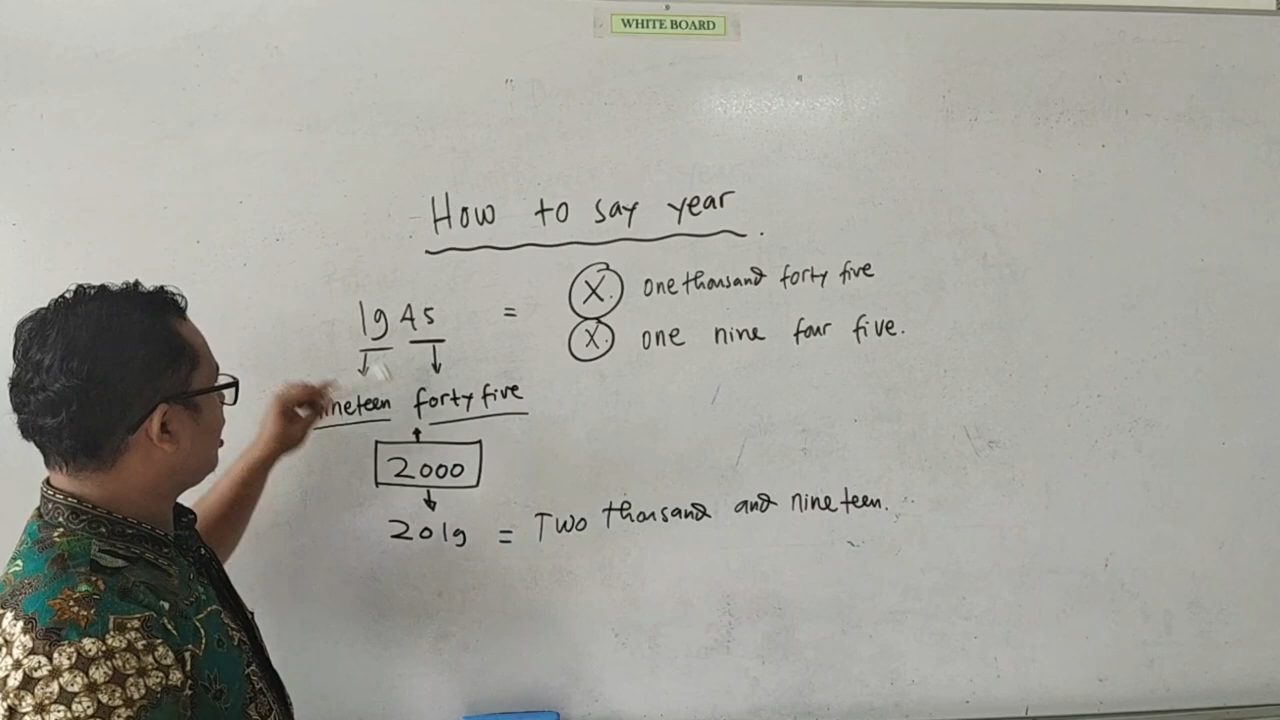 WHITE BOARD
How to say year.
1945 = X. one thousand forty five
X. one nine four five.
nineteen forty five
2000
2019 = Two thousand and nineteen.